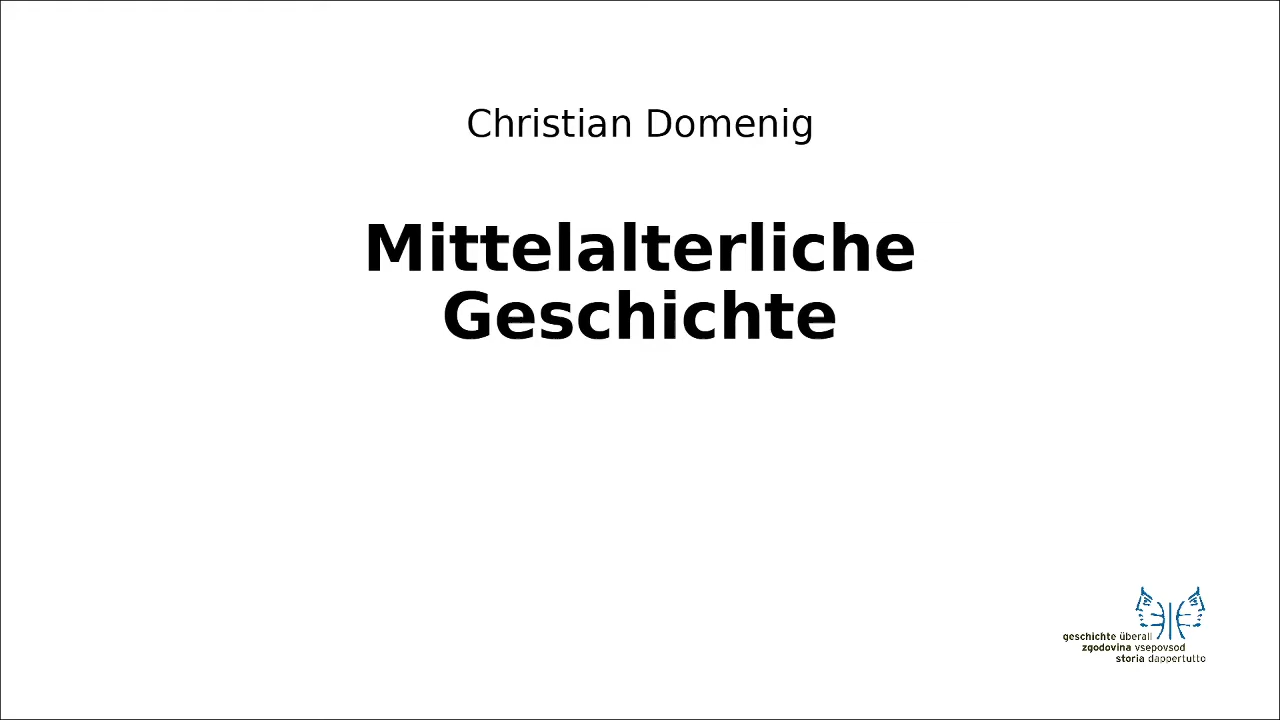 Christian Domenig
Mittelalterliche
Geschichte
geschichte überall
zgodovina vsepovsod
storia dappertutto